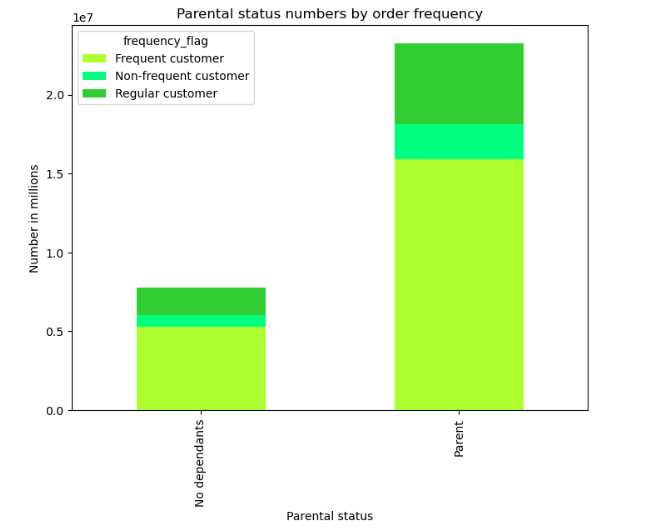 Parental status numbers by order frequency
1e7
frequency_flag
Frequent customer
Non-frequent customer
Regular customer
2.0
1.5
1.0
0.5
0.0
Number in millions
No dependants
Parent
Parental status